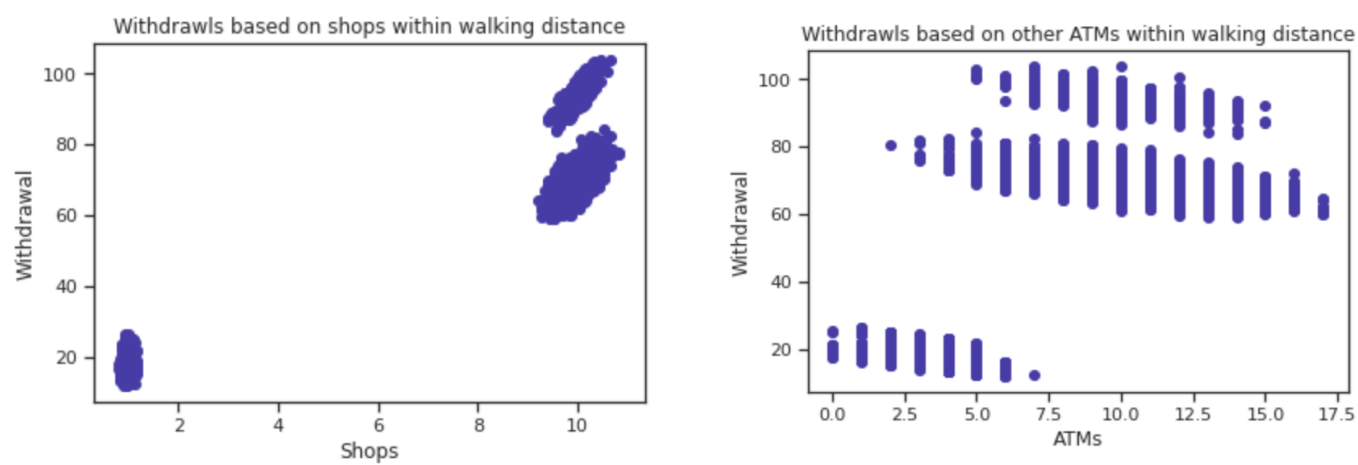 Withdrawls based on shops within walking distance
100
80
60
40
20
Withdrawal
2 4 6 8 10
Shops
Withdrawls based on other ATMs within walking distance
100
80
60
40
20
Withdrawal
0.0 2.5 5.0 7.5 10.0 12.5 15.0 17.5
ATMs